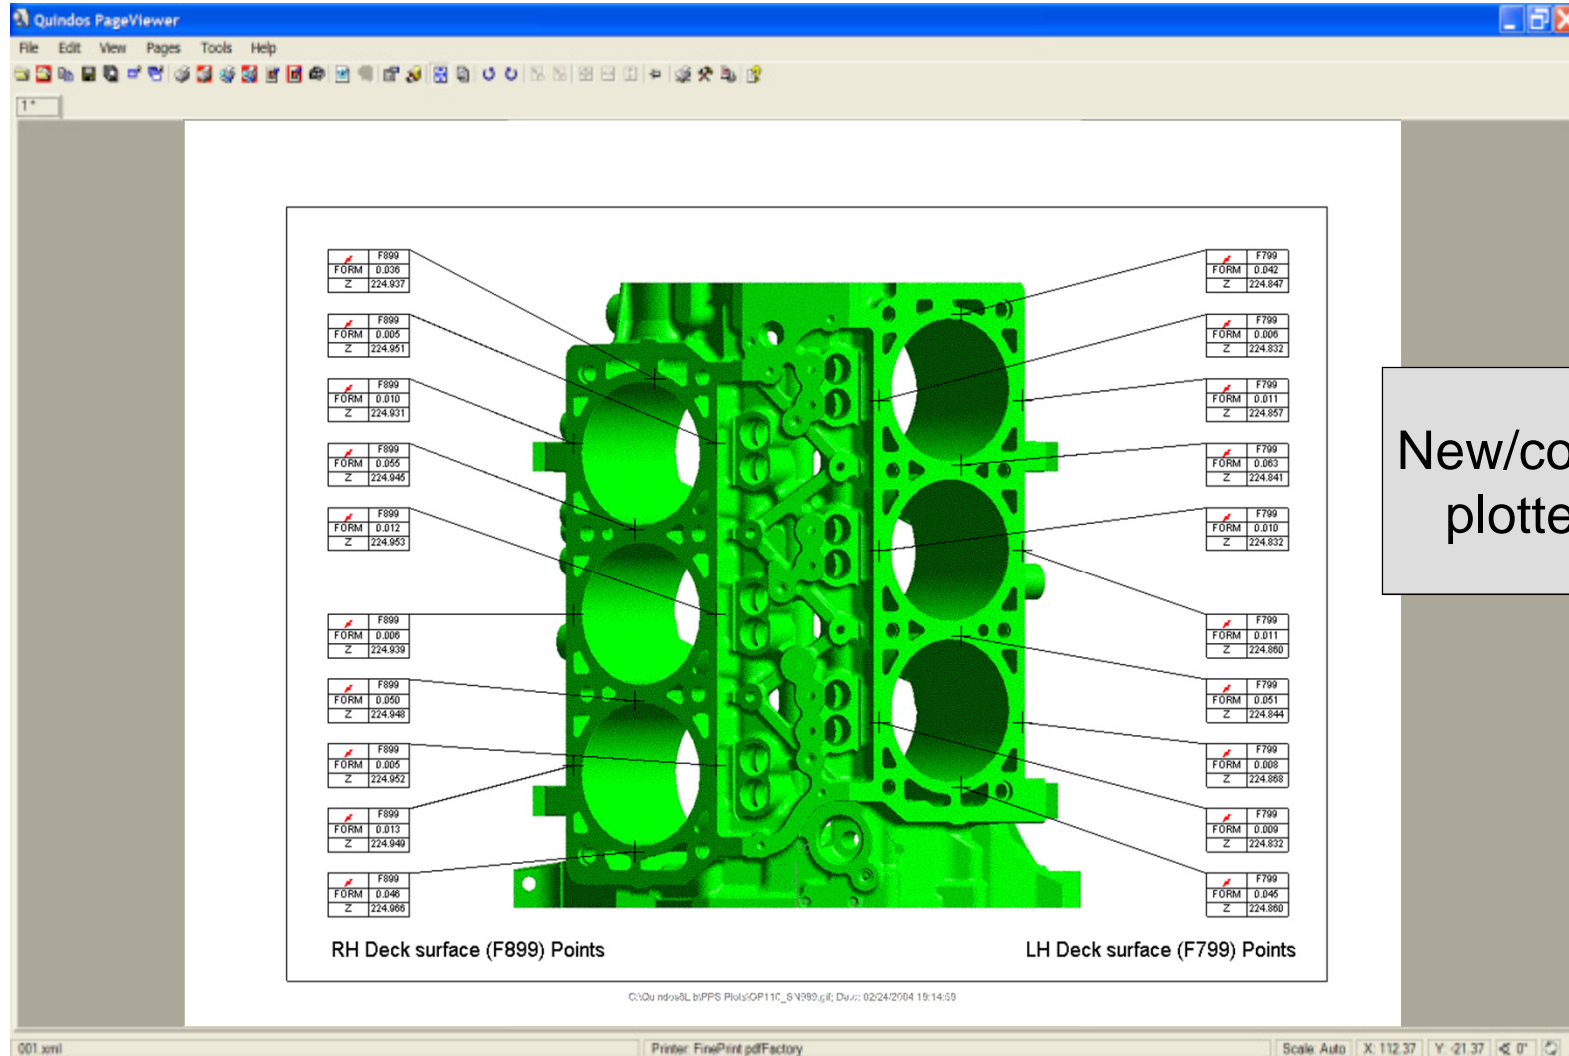 Quindos PageViewer
File Edit View Pages Tools Help
1*
F899
FORM 0.036
Z 224.937
F899
FORM 0.005
Z 224.951
F899
FORM 0.010
Z 224.931
F899
FORM 0.055
Z 224.945
F899
FORM 0.012
Z 224.953
F899
FORM 0.006
Z 224.939
F899
FORM 0.050
Z 224.948
F899
FORM 0.005
Z 224.952
F899
FORM 0.013
Z 224.949
F899
FORM 0.046
Z 224.966
F799
FORM 0.042
Z 224.847
F799
FORM 0.006
Z 224.832
F799
FORM 0.011
Z 224.857
F799
FORM 0.063
Z 224.841
F799
FORM 0.010
Z 224.832
F799
FORM 0.011
Z 224.860
F799
FORM 0.051
Z 224.844
F799
FORM 0.008
Z 224.868
F799
FORM 0.009
Z 224.832
F799
FORM 0.045
Z 224.860
New/co
plotte
RH Deck surface (F899) Points
LH Deck surface (F799) Points
02/24/2004
001.xml
Printer: FinePrint pdfFactory
Scale: Auto X: 112.37 Y: -21.37 0°